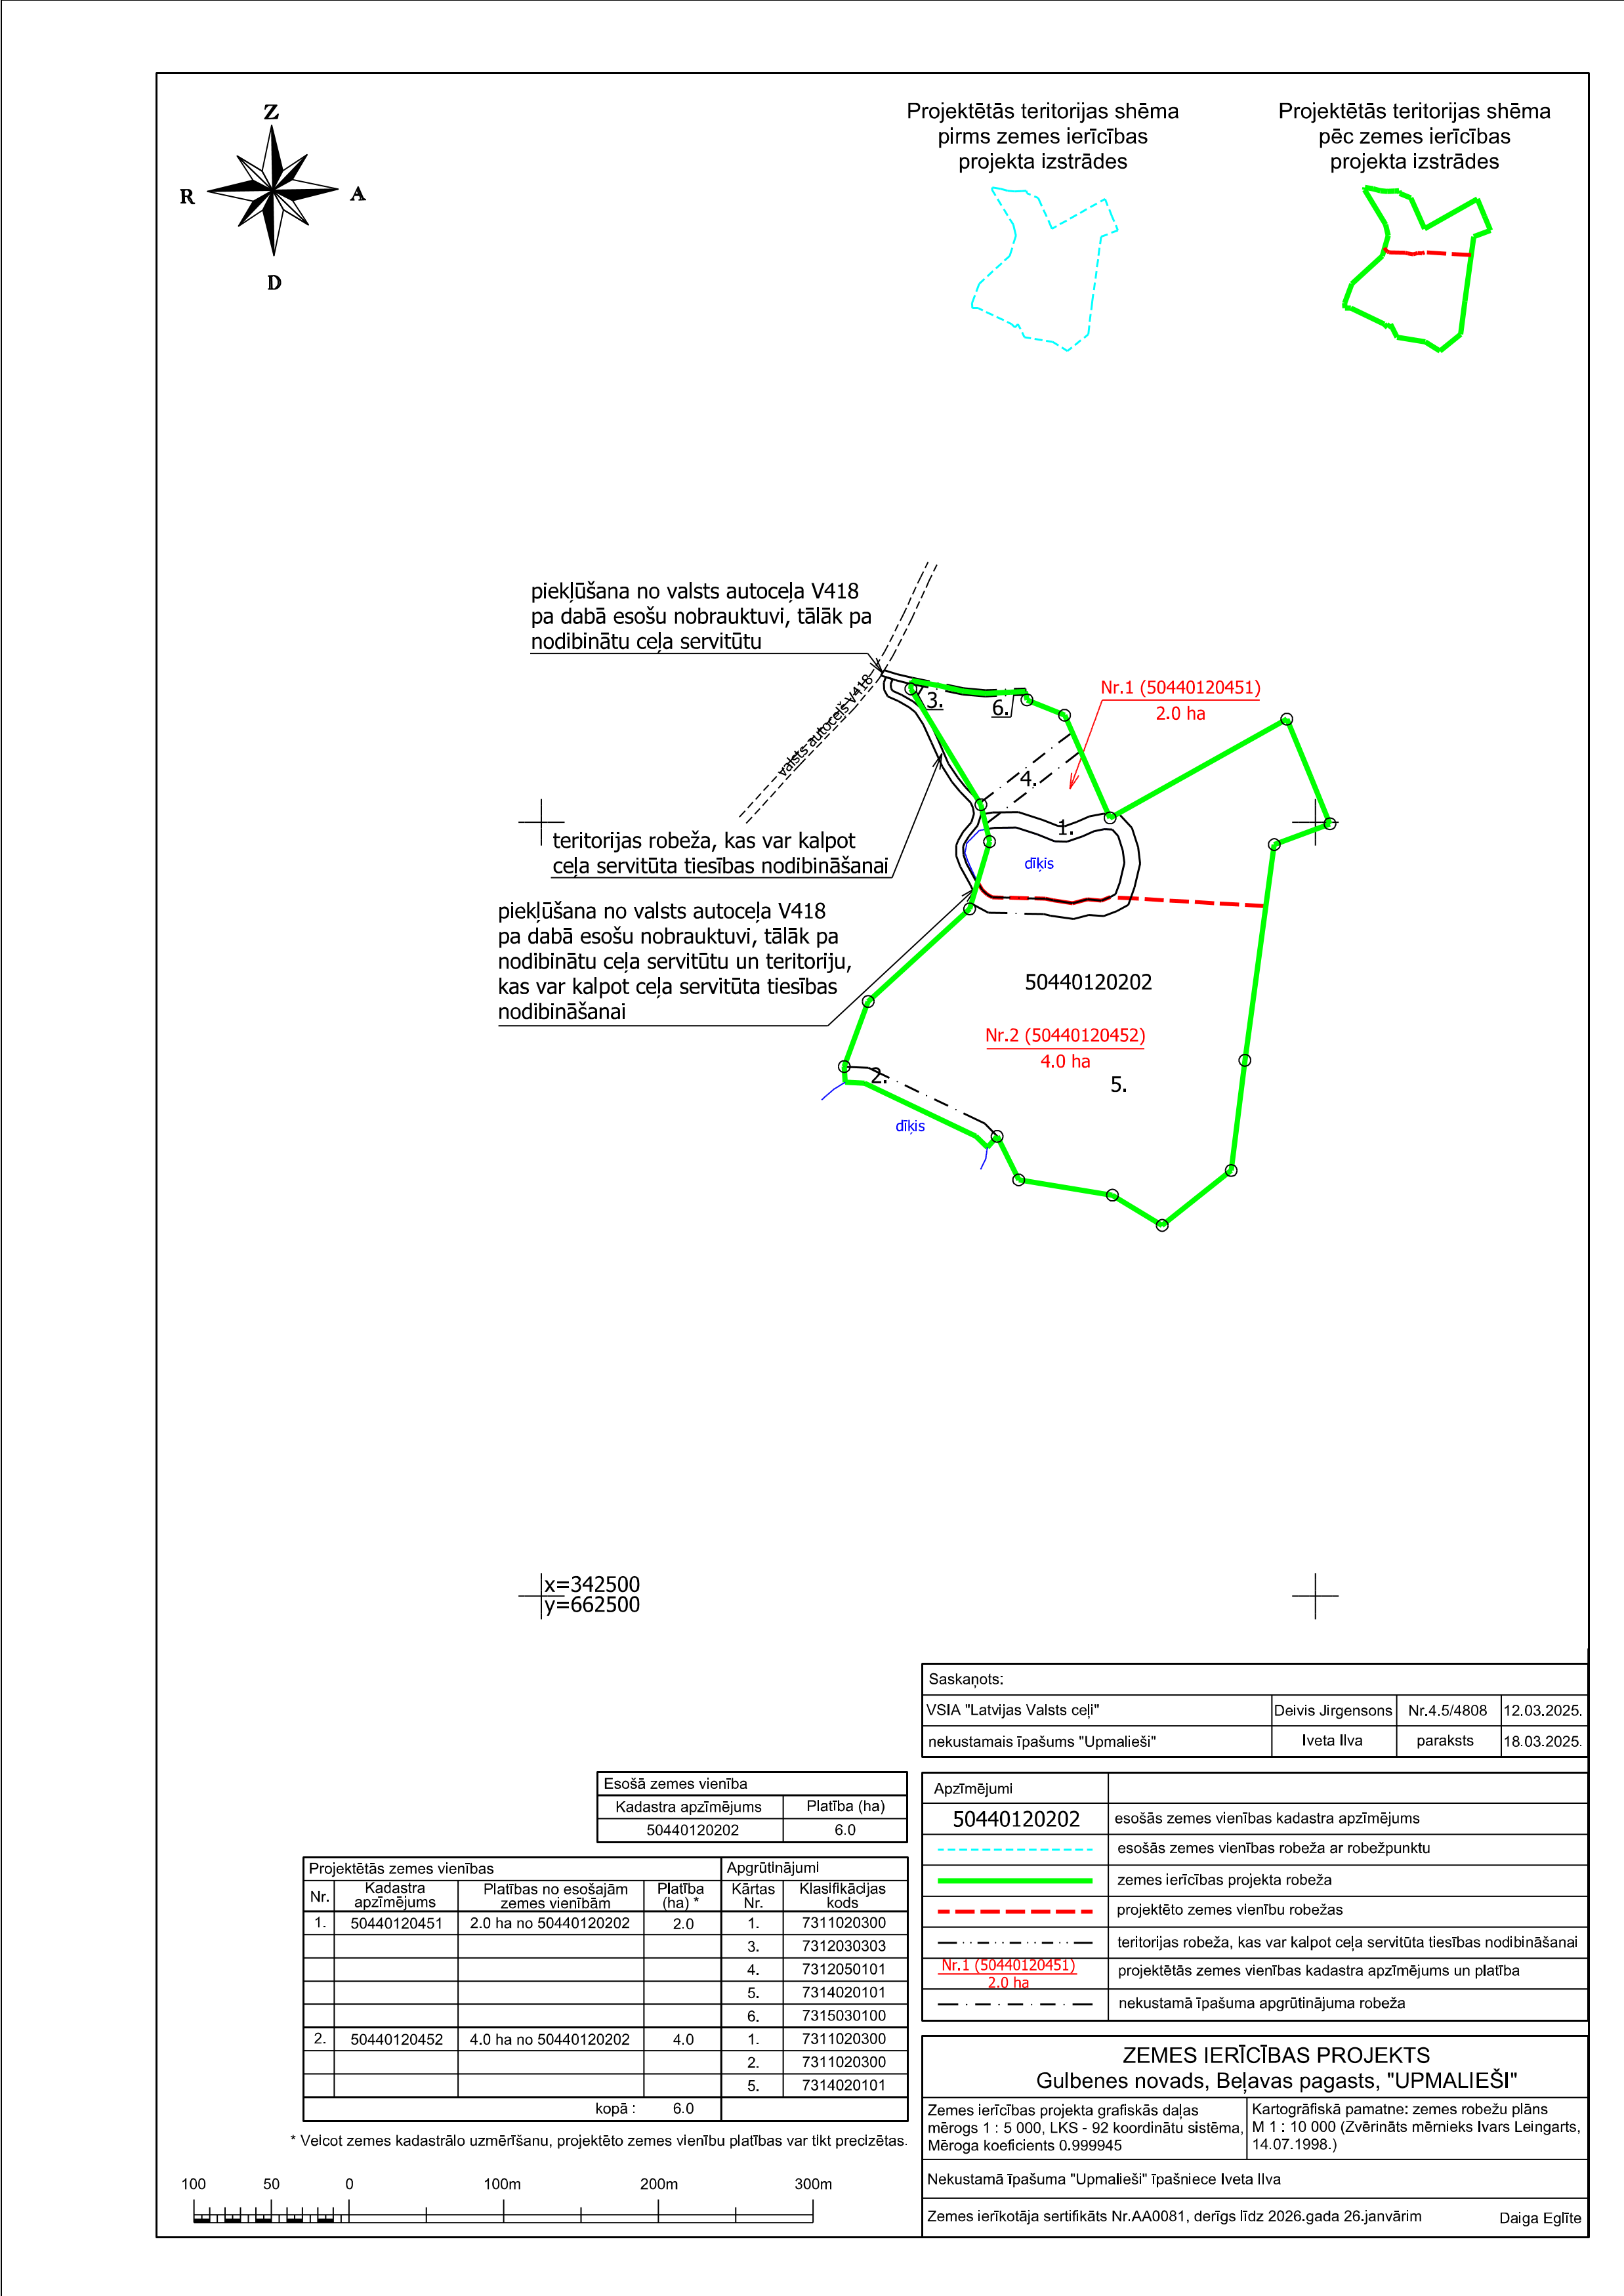 Z
R
A
D
Projektētās teritorijas shēma
pirms zemes ierīcības
projekta izstrādes
Projektētās teritorijas shēma
pēc zemes ierīcības
projekta izstrādes
piekļūšana no valsts autoceļa V418
pa dabā esošu nobrauktuvi, tālāk pa
nodibinātu ceļa servitūtu
valsts autoceļš V418
3.
6.
Nr.1 (50440120451)
2.0 ha
4.
1.
dīķis
teritorijas robeža, kas var kalpot
ceļa servitūta tiesības nodibināšanai
piekļūšana no valsts autoceļa V418
pa dabā esošu nobrauktuvi, tālāk pa
nodibinātu ceļa servitūtu un teritoriju,
kas var kalpot ceļa servitūta tiesības
nodibināšanai
50440120202
Nr.2 (50440120452)
4.0 ha
5.
2.
dīķis
x=342500
y=662500
Saskaņots:
VSIA "Latvijas Valsts ceļi" Deivis Jirgensons Nr.4.5/4808 12.03.2025.
nekustamais īpašums "Upmalieši" Iveta Ilva paraksts 18.03.2025.
Esošā zemes vienība
Kadastra apzīmējums Platība (ha)
50440120202 6.0
Projektētās zemes vienības Apgrūtinājumi
Nr. Kadastra apzīmējums Platības no esošajām zemes vienībām Platība (ha) * Kārtas Nr. Klasifikācijas kods
1. 50440120451 2.0 ha no 50440120202 2.0 1. 7311020300
3. 7312030303
4. 7312050101
5. 7314020101
6. 7315030100
2. 50440120452 4.0 ha no 50440120202 4.0 1. 7311020300
2. 7311020300
5. 7314020101
kopā : 6.0
* Veicot zemes kadastrālo uzmērīšanu, projektēto zemes vienību platības var tikt precizētas.
100 50 0 100m 200m 300m
Apzīmējumi
50440120202 esošās zemes vienības kadastra apzīmējums
esošās zemes vienības robeža ar robežpunktu
zemes ierīcības projekta robeža
projektēto zemes vienību robežas
teritorijas robeža, kas var kalpot ceļa servitūta tiesības nodibināšanai
Nr.1 (50440120451)
2.0 ha
projektētās zemes vienības kadastra apzīmējums un platība
nekustamā īpašuma apgrūtinājuma robeža
ZEMES IERĪCĪBAS PROJEKTS
Gulbenes novads, Beļavas pagasts, "UPMALIEŠI"
Zemes ierīcības projekta grafiskās daļas
mērogs 1 : 5 000, LKS - 92 koordinātu sistēma,
Mēroga koeficients 0.999945
Kartogrāfiskā pamatne: zemes robežu plāns
M 1 : 10 000 (Zvērināts mērnieks Ivars Leingarts,
14.07.1998.)
Nekustamā īpašuma "Upmalieši" īpašniece Iveta Ilva
Zemes ierīkotāja sertifikāts Nr.AA0081, derīgs līdz 2026.gada 26.janvārim Daiga Eglīte